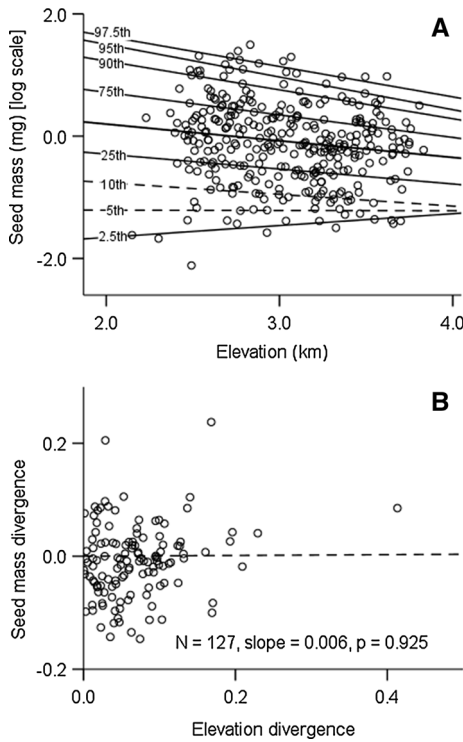 A
2.0
0.0
-2.0
Seed mass (mg) [log scale]
97.5th
95th
90th
75th
25th
10th
5th
2.5th
2.0
3.0
4.0
Elevation (km)
B
0.2
0.0
-0.2
Seed mass divergence
N = 127, slope = 0.006, p = 0.925
0.0
0.2
0.4
Elevation divergence